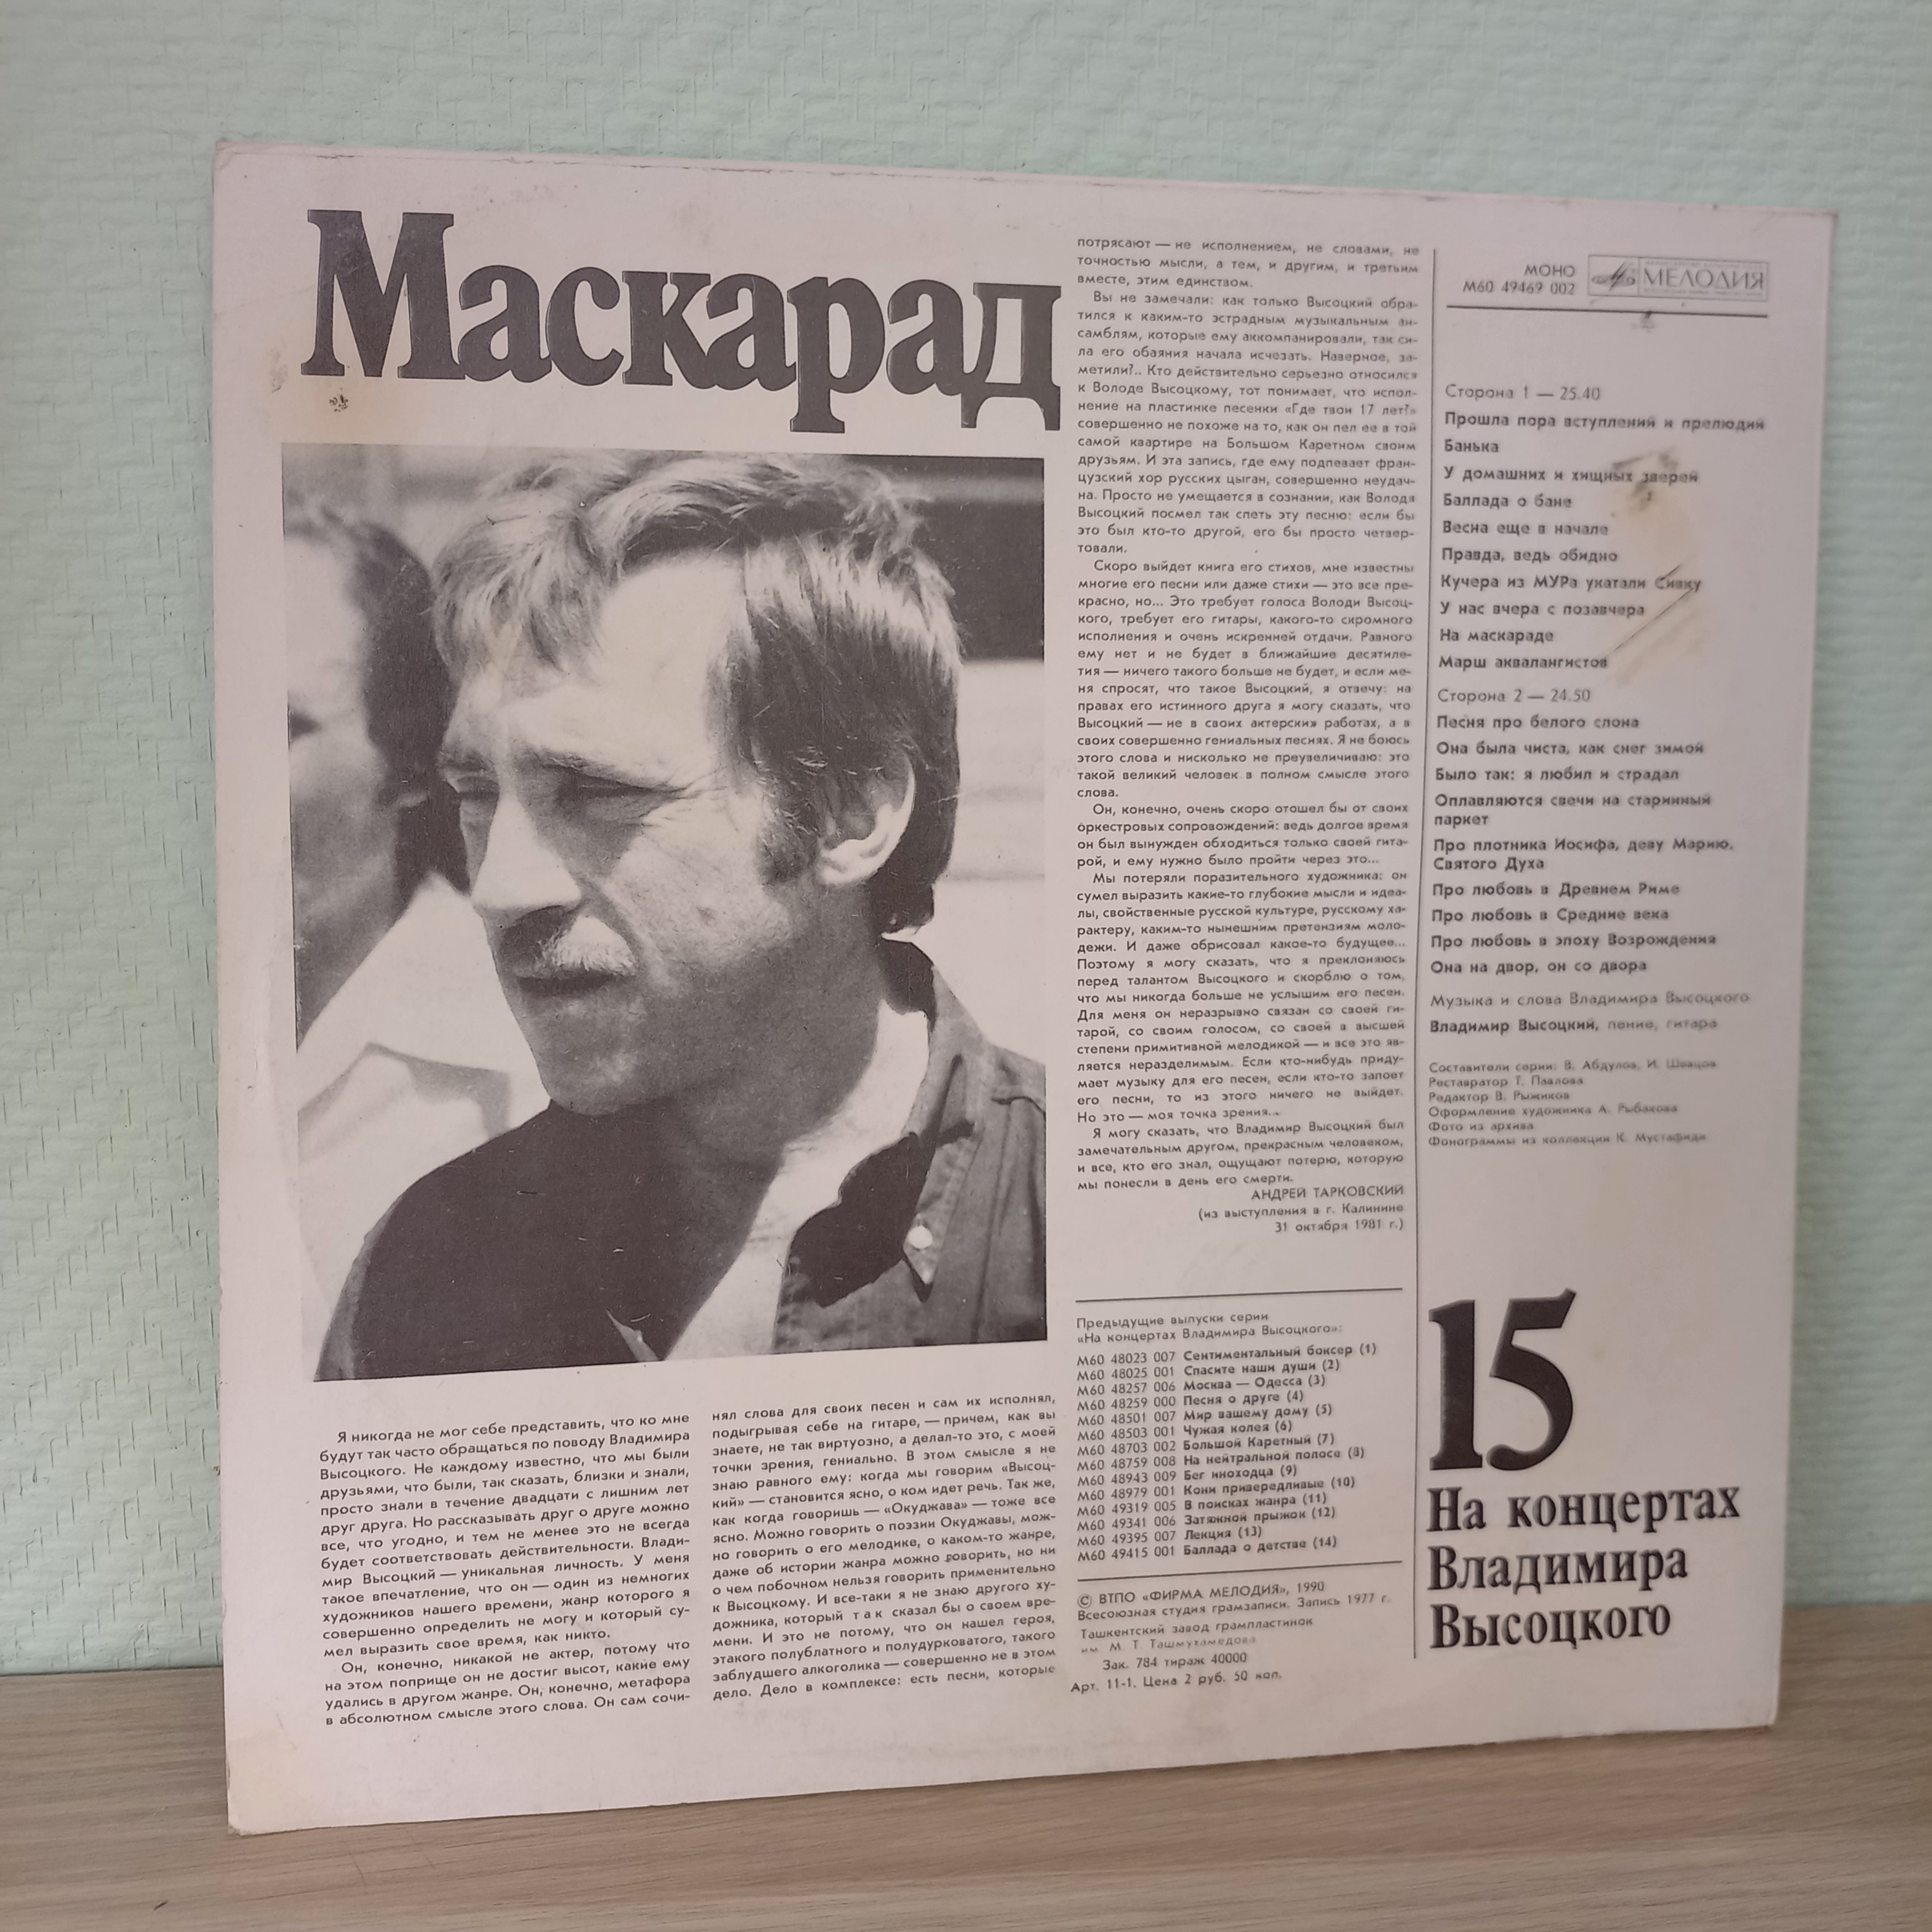 Маскарад
Я никогда не мог себе представить, что ко мне
будут так часто обращаться по поводу Владимира
Высоцкого. Не каждому известно, что мы были
друзьями, что были, так сказать, близки и знали,
просто знали в течение двадцати с лишним лет
друг друга. Но рассказывать друг о друге можно
все, что угодно, и тем не менее это не всегда
будет соответствовать действительности. Влади-
мир Высоцкий — уникальная личность. У меня
такое впечатление, что он — один из немногих
художников нашего времени, жанр которого я
совершенно определить не могу и который су-
мел выразить свое время, как никто.
Он, конечно, никакой не актер, потому что
на этом поприще он не достиг высот, какие ему
удались в другом жанре. Он, конечно, метафора
в абсолютном смысле этого слова. Он сам сочи-
нял слова для своих песен и сам их исполнял,
подыгрывая себе на гитаре, — причем, как вы
знаете, не так виртуозно, а делал-то это, с моей
точки зрения, гениально. В этом смысле я не
знаю равного ему: когда мы говорим «Высоц-
кий» — становится ясно, о ком идет речь. Так же,
как когда говоришь — «Окуджава» — тоже все
ясно. Можно говорить о поэзии Окуджавы, мож-
но говорить о его мелодике, о каком-то жанре,
даже об истории жанра можно говорить, но ни
о чем побочном нельзя говорить применительно
к Высоцкому. И все-таки я не знаю другого ху-
дожника, который так сказал бы о своем вре-
мени. И это не потому, что он нашел героя,
этакого полублатного и полудурковатого, такого
заблудшего алкоголика — совершенно не в этом
дело. Дело в комплексе: есть песни, которые
потрясают — не исполнением, не словами, не
точностью мысли, а тем, и другим, и третьим
вместе, этим единством.
Вы не замечали: как только Высоцкий обра-
тился к каким-то эстрадным музыкальным ан-
самблям, которые ему аккомпанировали, так си-
ла его обаяния начала исчезать. Наверное, за-
метили?.. Кто действительно серьезно относился
к Володе Высоцкому, тот понимает, что испол-
нение на пластинке песенки «Где твои 17 лет?»
совершенно не похоже на то, как он пел ее в той
самой квартире на Большом Каретном своим
друзьям. И эта запись, где ему подпевает фран-
цузский хор русских цыган, совершенно неудач-
на. Просто не умещается в сознании, как Володя
Высоцкий посмел так спеть эту песню: если бы
это был кто-то другой, его бы просто четвер-
товали.
Скоро выйдет книга его стихов, мне известны
многие его песни или даже стихи — это все пре-
красно, но... Это требует голоса Володи Высоц-
кого, требует его гитары, какого-то скромного
исполнения и очень искренней отдачи. Равного
ему нет и не будет в ближайшие десятиле-
тия — ничего такого больше не будет, и если ме-
ня спросят, что такое Высоцкий, я отвечу: на
правах его истинного друга я могу сказать, что
Высоцкий — не в своих актерских работах, а в
своих совершенно гениальных песнях. Я не боюсь
этого слова и нисколько не преувеличиваю: это
такой великий человек в полном смысле этого
слова.
Он, конечно, очень скоро отошел бы от своих
оркестровых сопровождений: ведь долгое время
он был вынужден обходиться только своей гита-
рой, и ему нужно было пройти через это...
Мы потеряли поразительного художника: он
сумел выразить какие-то глубокие мысли и идеа-
лы, свойственные русской культуре, русскому ха-
рактеру, каким-то нынешним претензиям моло-
дежи. И даже обрисовал какое-то будущее...
Поэтому я могу сказать, что я преклоняюсь
перед талантом Высоцкого и скорблю о том,
что мы никогда больше не услышим его песен.
Для меня он неразрывно связан со своей ги-
тарой, со своим голосом, со своей в высшей
степени примитивной мелодикой — и все это яв-
ляется неразделимым. Если кто-нибудь приду-
мает музыку для его песен, если кто-то запоет
его песни, то из этого ничего не выйдет.
Но это — моя точка зрения...
Я могу сказать, что Владимир Высоцкий был
замечательным другом, прекрасным человеком,
и все, кто его знал, ощущают потерю, которую
мы понесли в день его смерти.
АНДРЕЙ ТАРКОВСКИЙ
(из выступления в г. Калинине
31 октября 1981 г.)
Предыдущие выпуски серии
«На концертах Владимира Высоцкого»:
М60 48023 007 Сентиментальный боксер (1)
М60 48025 001 Спасите наши души (2)
М60 48257 006 Москва — Одесса (3)
М60 48259 000 Песня о друге (4)
М60 48501 007 Мир вашему дому (5)
М60 48503 001 Чужая колея (6)
М60 48703 002 Большой Каретный (7)
М60 48759 008 На нейтральной полосе (8)
М60 48943 009 Бег иноходца (9)
М60 48979 001 Кони привередливые (10)
М60 49319 005 В поисках жанра (11)
М60 49341 006 Затяжной прыжок (12)
М60 49395 007 Лекция (13)
М60 49415 001 Баллада о детстве (14)
© ВТПО «ФИРМА МЕЛОДИЯ», 1990
Всесоюзная студия грамзаписи. Запись 1977 г.
Ташкентский завод грампластинок
им. М. Т. Ташмухамедова
Зак. 784 тираж 40000
Арт. 11-1. Цена 2 руб. 50 коп.
МОНО
М60 49469 002
МЕЛОДИЯ
Сторона 1 — 25.40
Прошла пора вступлений и прелюдий
Банька
У домашних и хищных зверей
Баллада о бане
Весна еще в начале
Правда, ведь обидно
Кучера из МУРа укатали Сивку
У нас вчера с позавчера
На маскараде
Марш аквалангистов
Сторона 2 — 24.50
Песня про белого слона
Она была чиста, как снег зимой
Было так: я любил и страдал
Оплавляются свечи на старинный
паркет
Про плотника Иосифа, деву Марию,
Святого Духа
Про любовь в Древнем Риме
Про любовь в Средние века
Про любовь в эпоху Возрождения
Она на двор, он со двора
Музыка и слова Владимира Высоцкого
Владимир Высоцкий, пение, гитара
Составители серии: В. Абдулов, И. Шевцов
Реставратор Т. Павлова
Редактор В. Рыжиков
Оформление художника А. Рыбакова
Фото из архива
Фонограммы из коллекции К. Мустафиди
15
На концертах
Владимира
Высоцкого